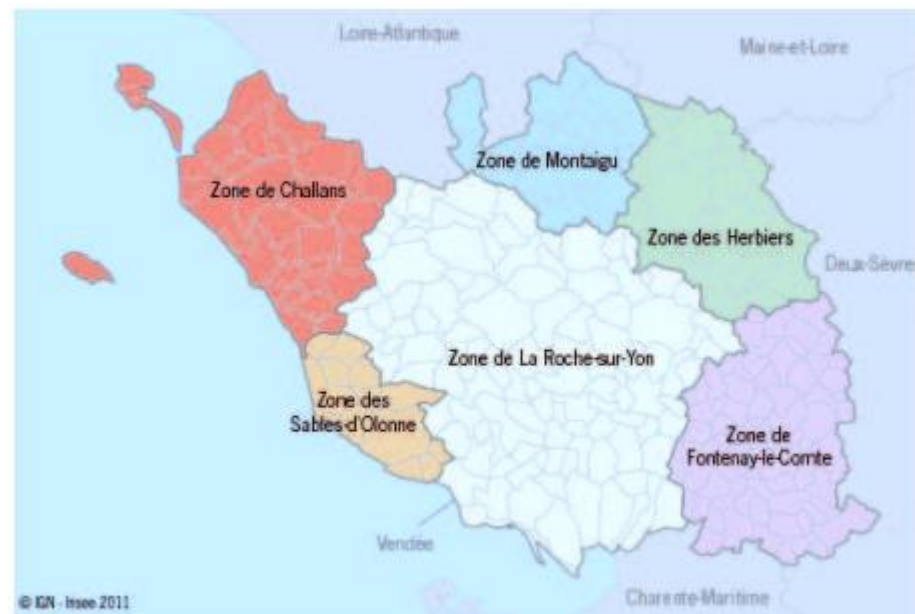 Loire-Atlantique
Maine-et-Loire
Zone de Montaigu
Zone de Challans
Zone des Herbiers
Deux-Sèvre
Zone de La Roche-sur-Yon
Zone des
Sables-d'Olonne
Zone de
Fontenay-le-Comte
Vendée
Charente-Maritime
© IGN - Insee 2011